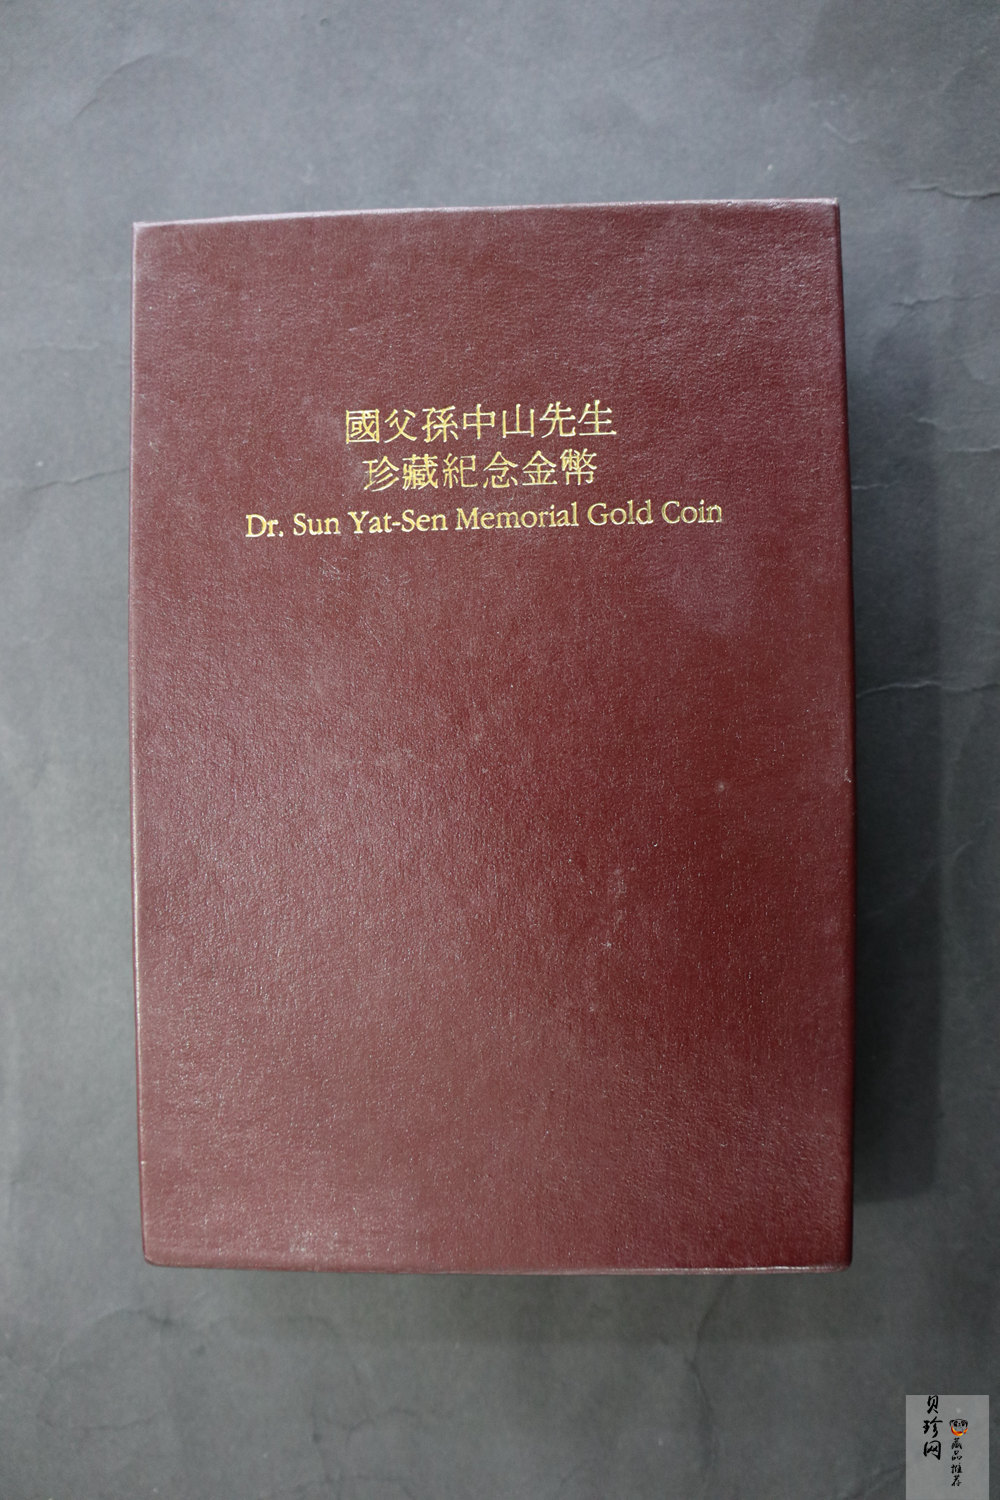 國父孫中山先生
珍藏紀念金幣
Dr. Sun Yat-Sen Memorial Gold Coin
贝珍网
藏品推荐